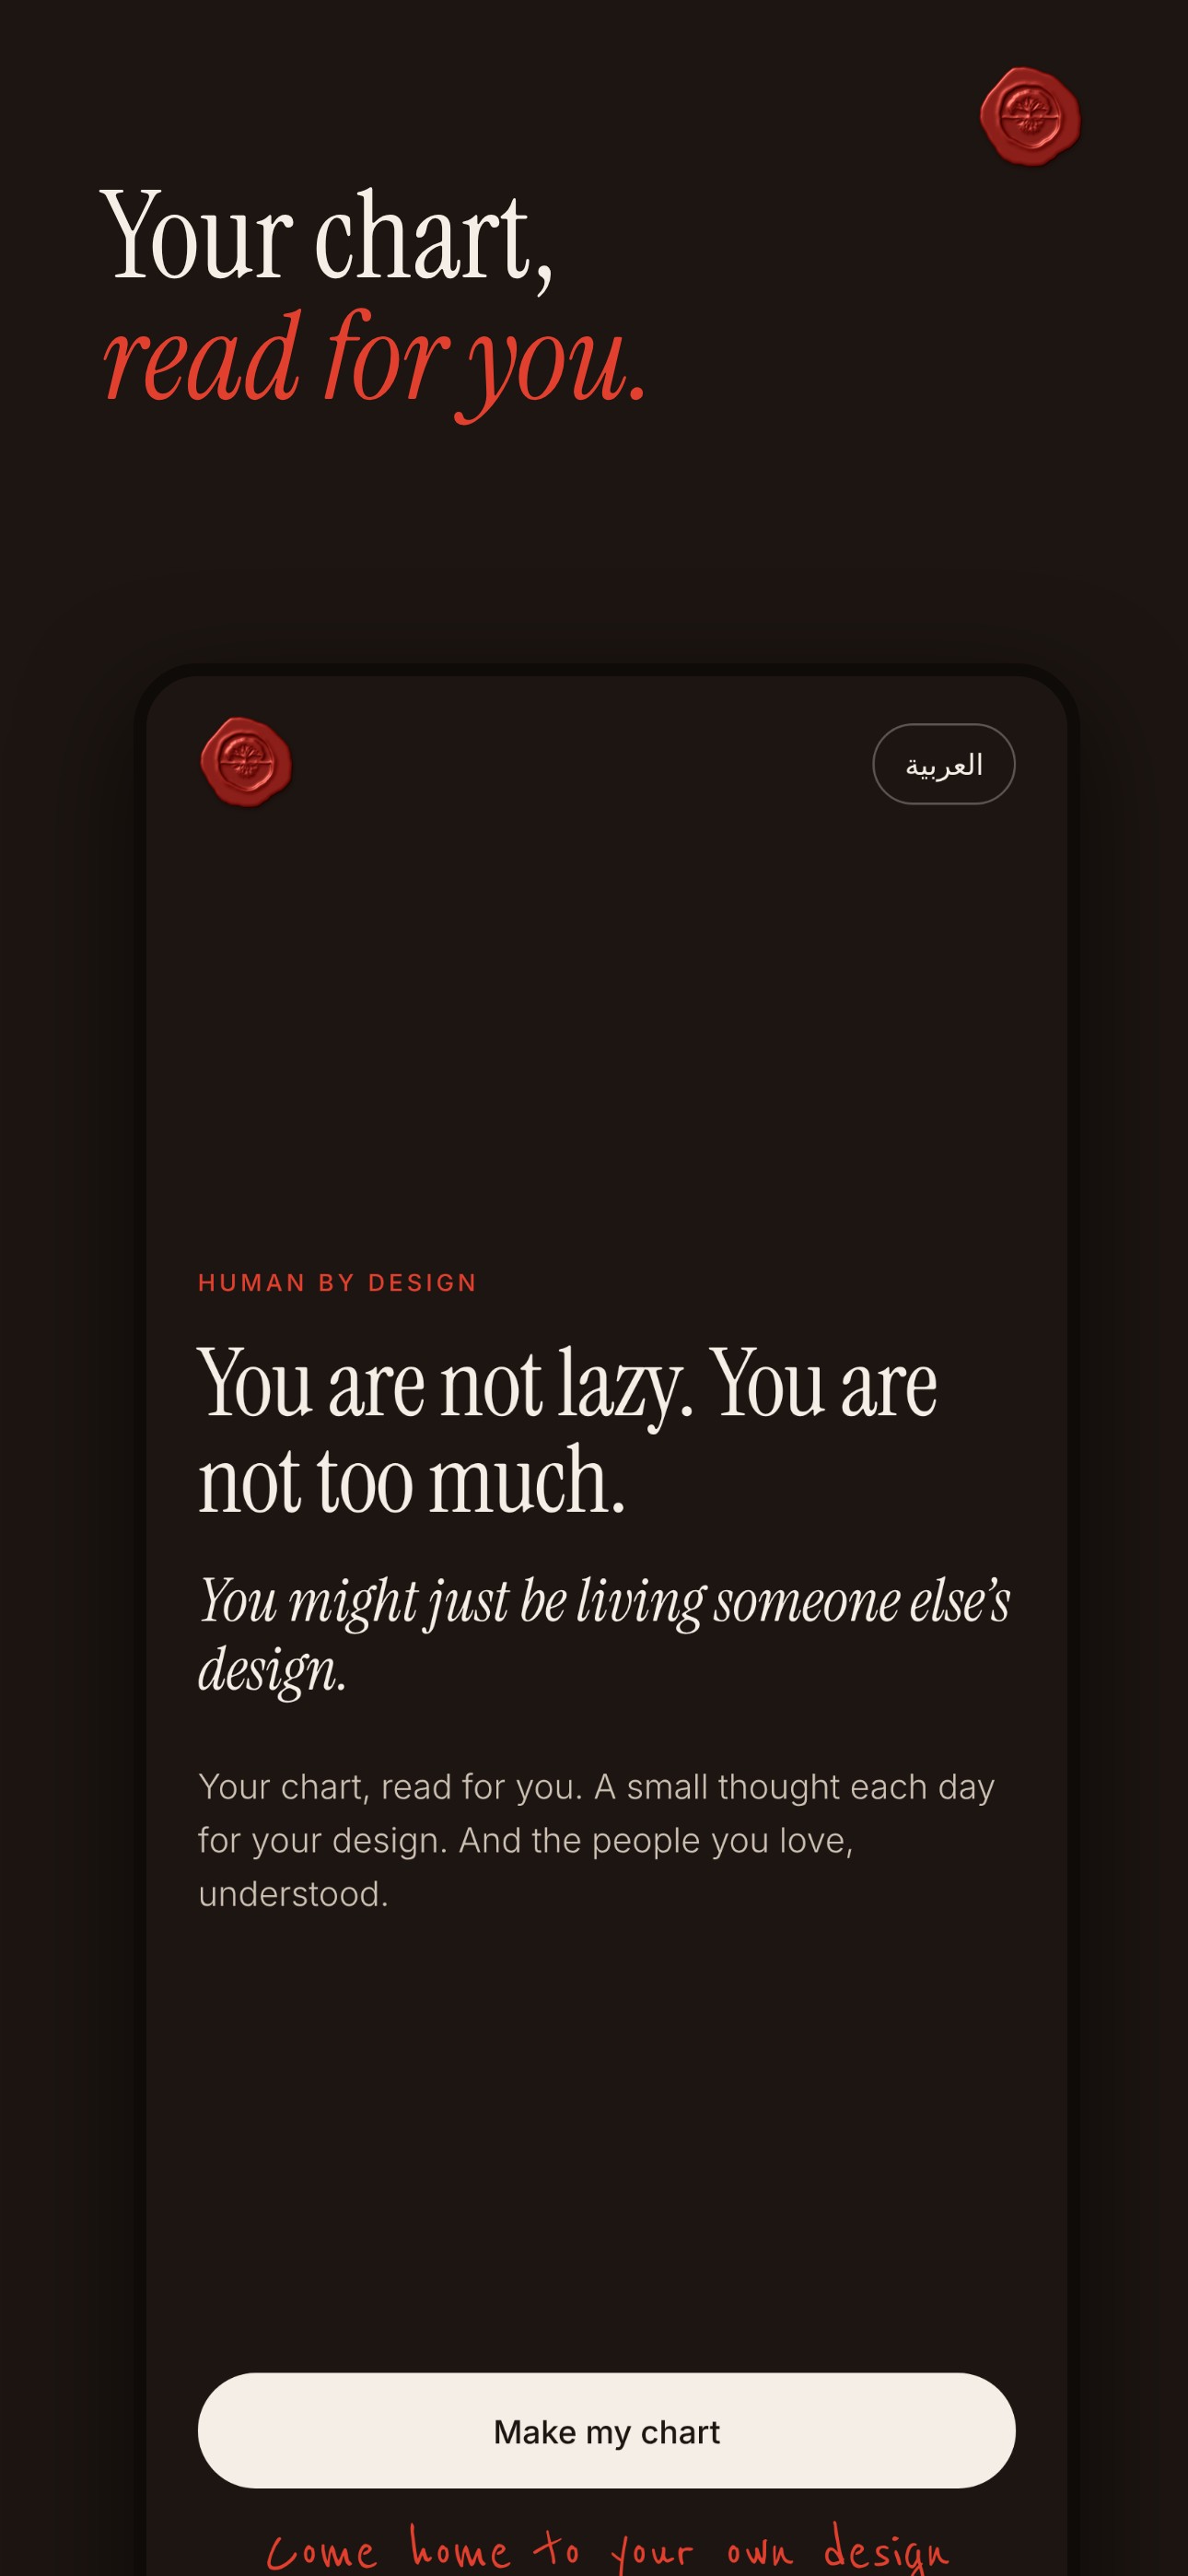 Your chart,
read for you.
العربية
HUMAN BY DESIGN
You are not lazy. You are
not too much.
You might just be living someone else’s
design.
Your chart, read for you. A small thought each day
for your design. And the people you love,
understood.
Make my chart
Come home to your own design